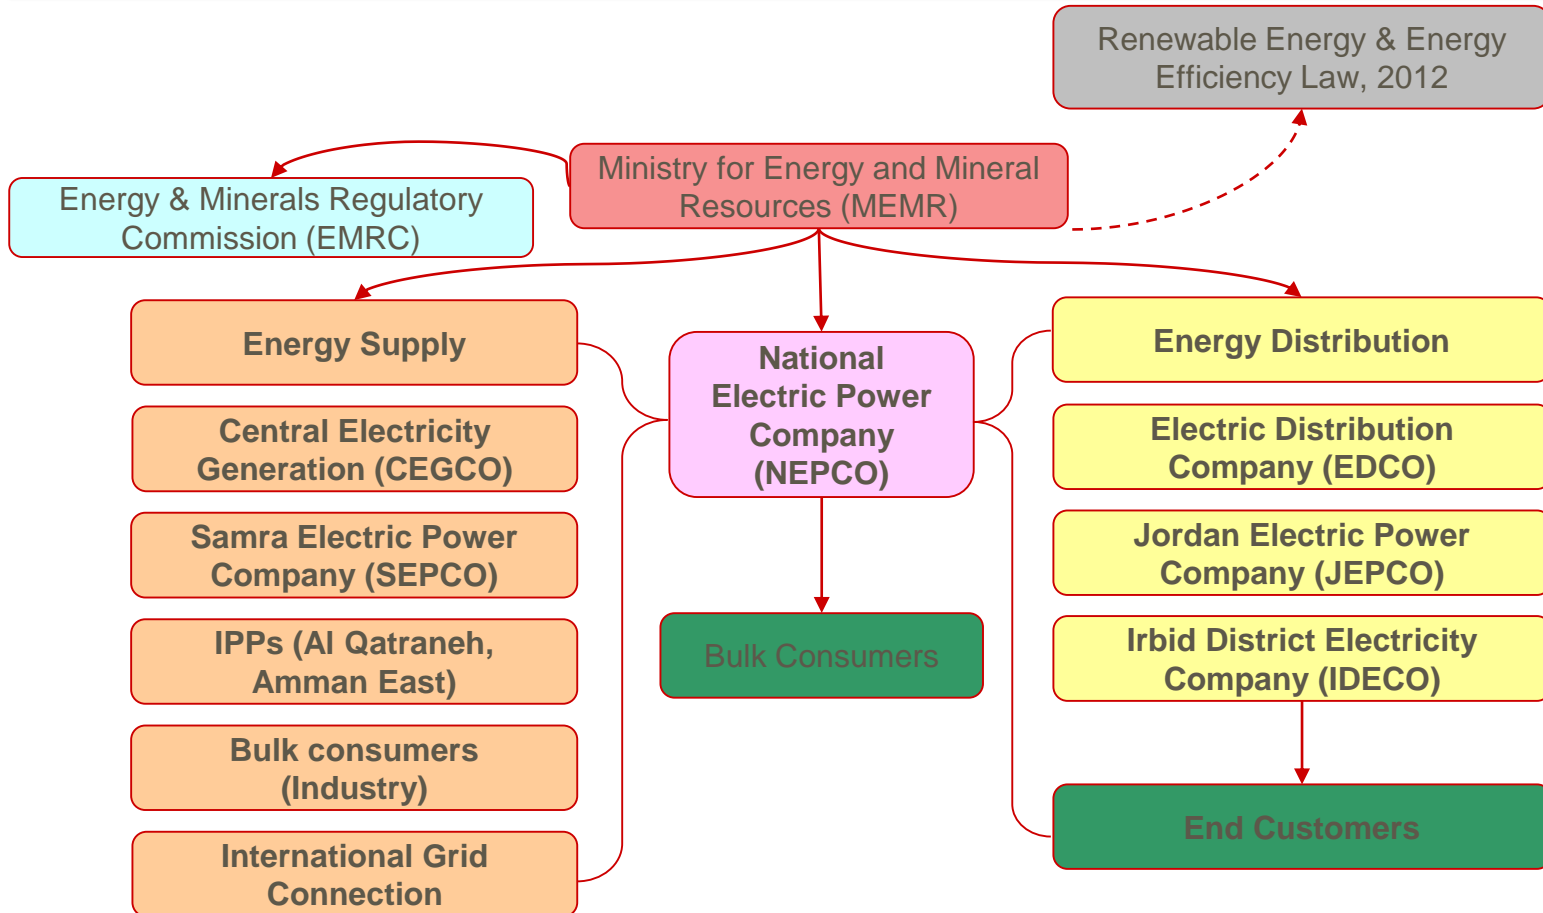 Renewable Energy & Energy
Efficiency Law, 2012
Ministry for Energy and Mineral
Resources (MEMR)
Energy & Minerals Regulatory
Commission (EMRC)
Energy Supply
Central Electricity
Generation (CEGCO)
Samra Electric Power
Company (SEPCO)
IPPs (Al Qatraneh,
Amman East)
Bulk consumers
(Industry)
International Grid
Connection
National
Electric Power
Company
(NEPCO)
Bulk Consumers
Energy Distribution
Electric Distribution
Company (EDCO)
Jordan Electric Power
Company (JEPCO)
Irbid District Electricity
Company (IDECO)
End Customers